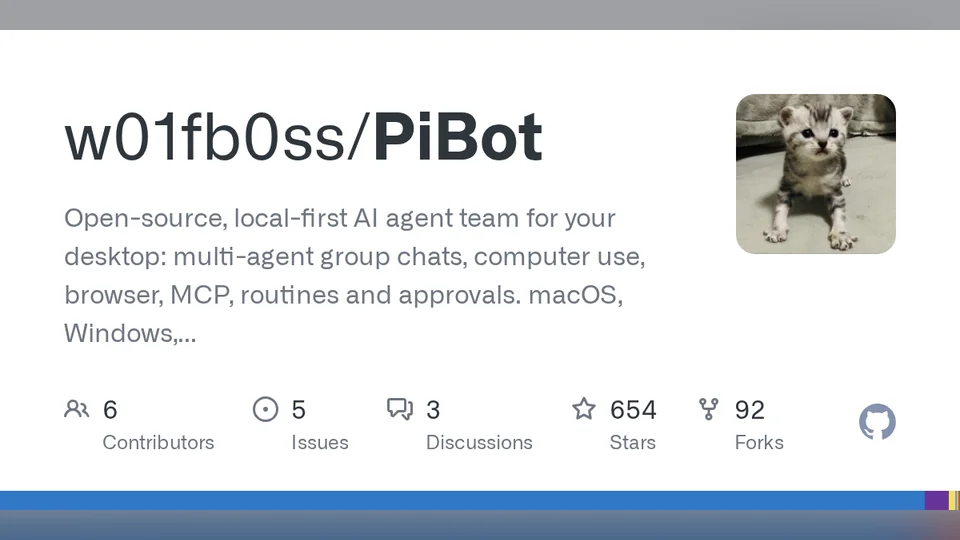 w01fb0ss/PiBot
Open-source, local-first AI agent team for your
desktop: multi-agent group chats, computer use,
browser, MCP, routines and approvals. macOS,
Windows,...
6
Contributors
5
Issues
3
Discussions
654
Stars
92
Forks